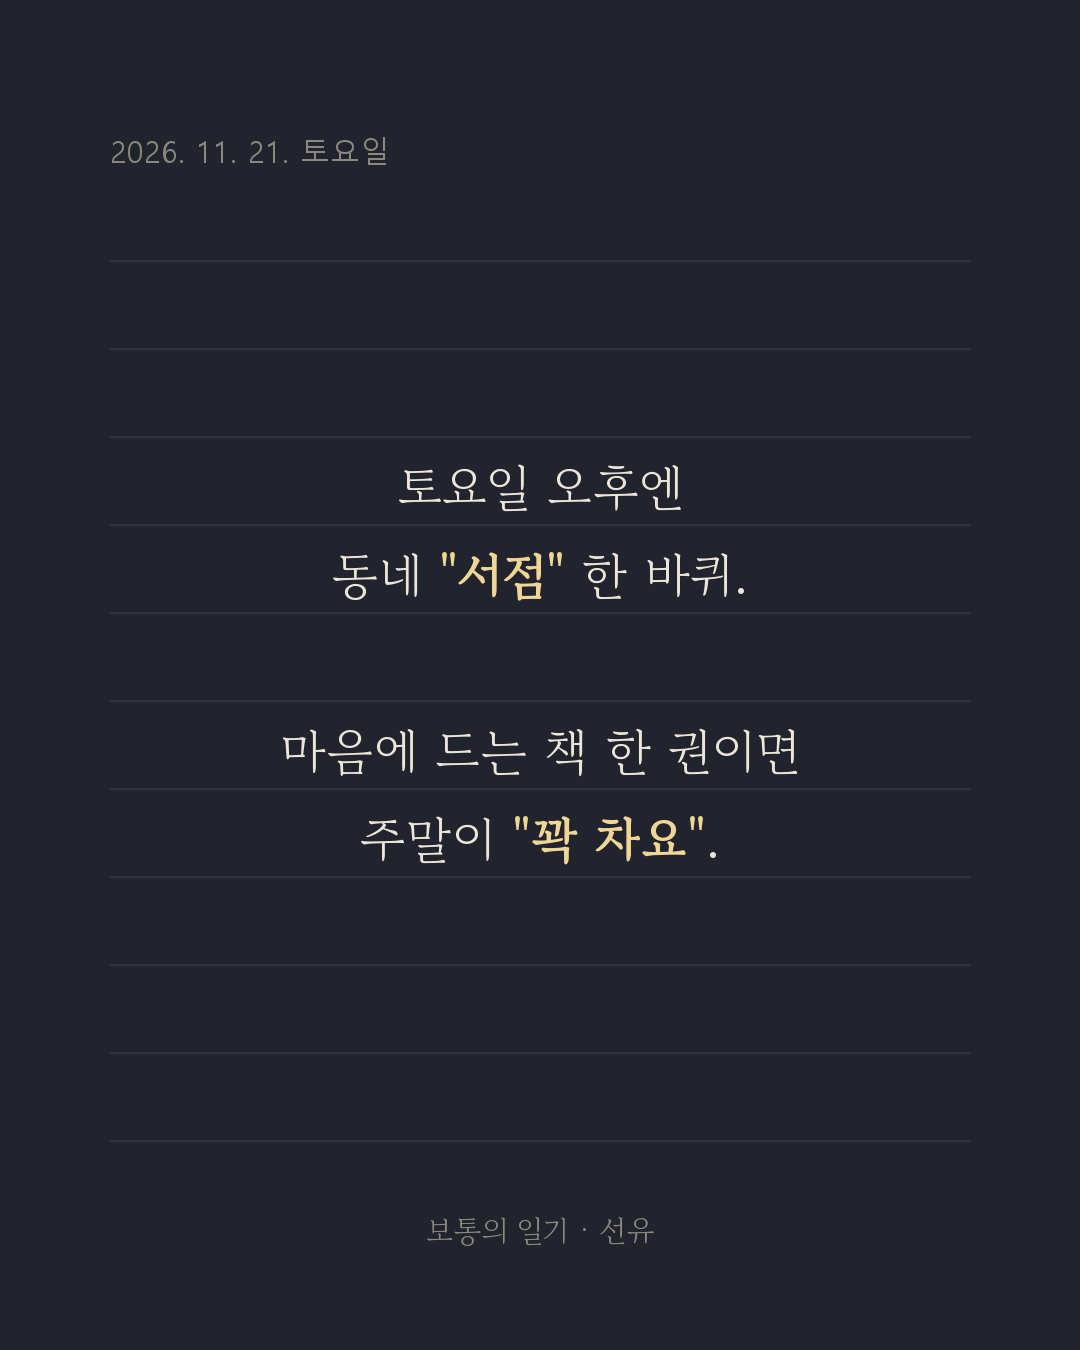 2026. 11. 21. 토요일
토요일 오후엔
동네 "서점" 한 바퀴.
마음에 드는 책 한 권이면
주말이 "꽉 차요".
보통의 일기 · 선유